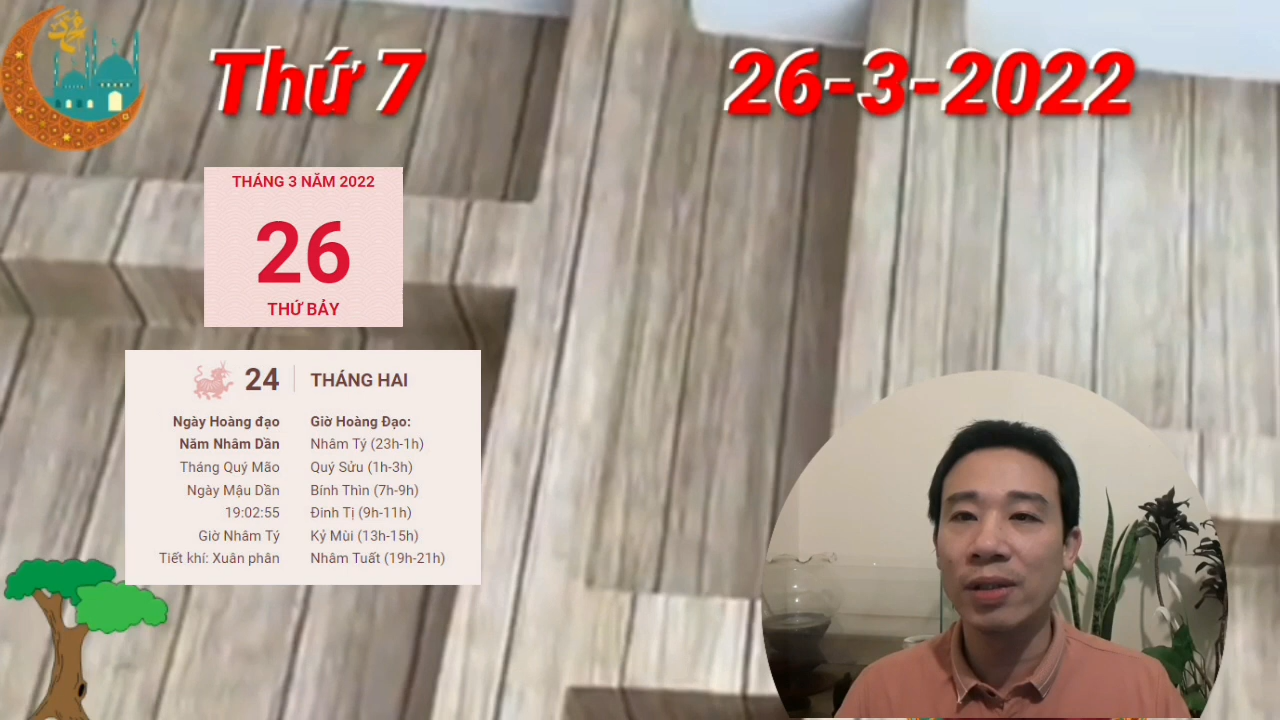 Thứ 7
26-3-2022
THÁNG 3 NĂM 2022
26
THỨ BẢY
24
THÁNG HAI
Ngày Hoàng đạo
Năm Nhâm Dần
Tháng Quý Mão
Ngày Mậu Dần
19:02:55
Giờ Nhâm Tý
Tiết khí: Xuân phân
Giờ Hoàng Đạo:
Nhâm Tý (23h-1h)
Quý Sửu (1h-3h)
Bính Thìn (7h-9h)
Đinh Tị (9h-11h)
Kỷ Mùi (13h-15h)
Nhâm Tuất (19h-21h)